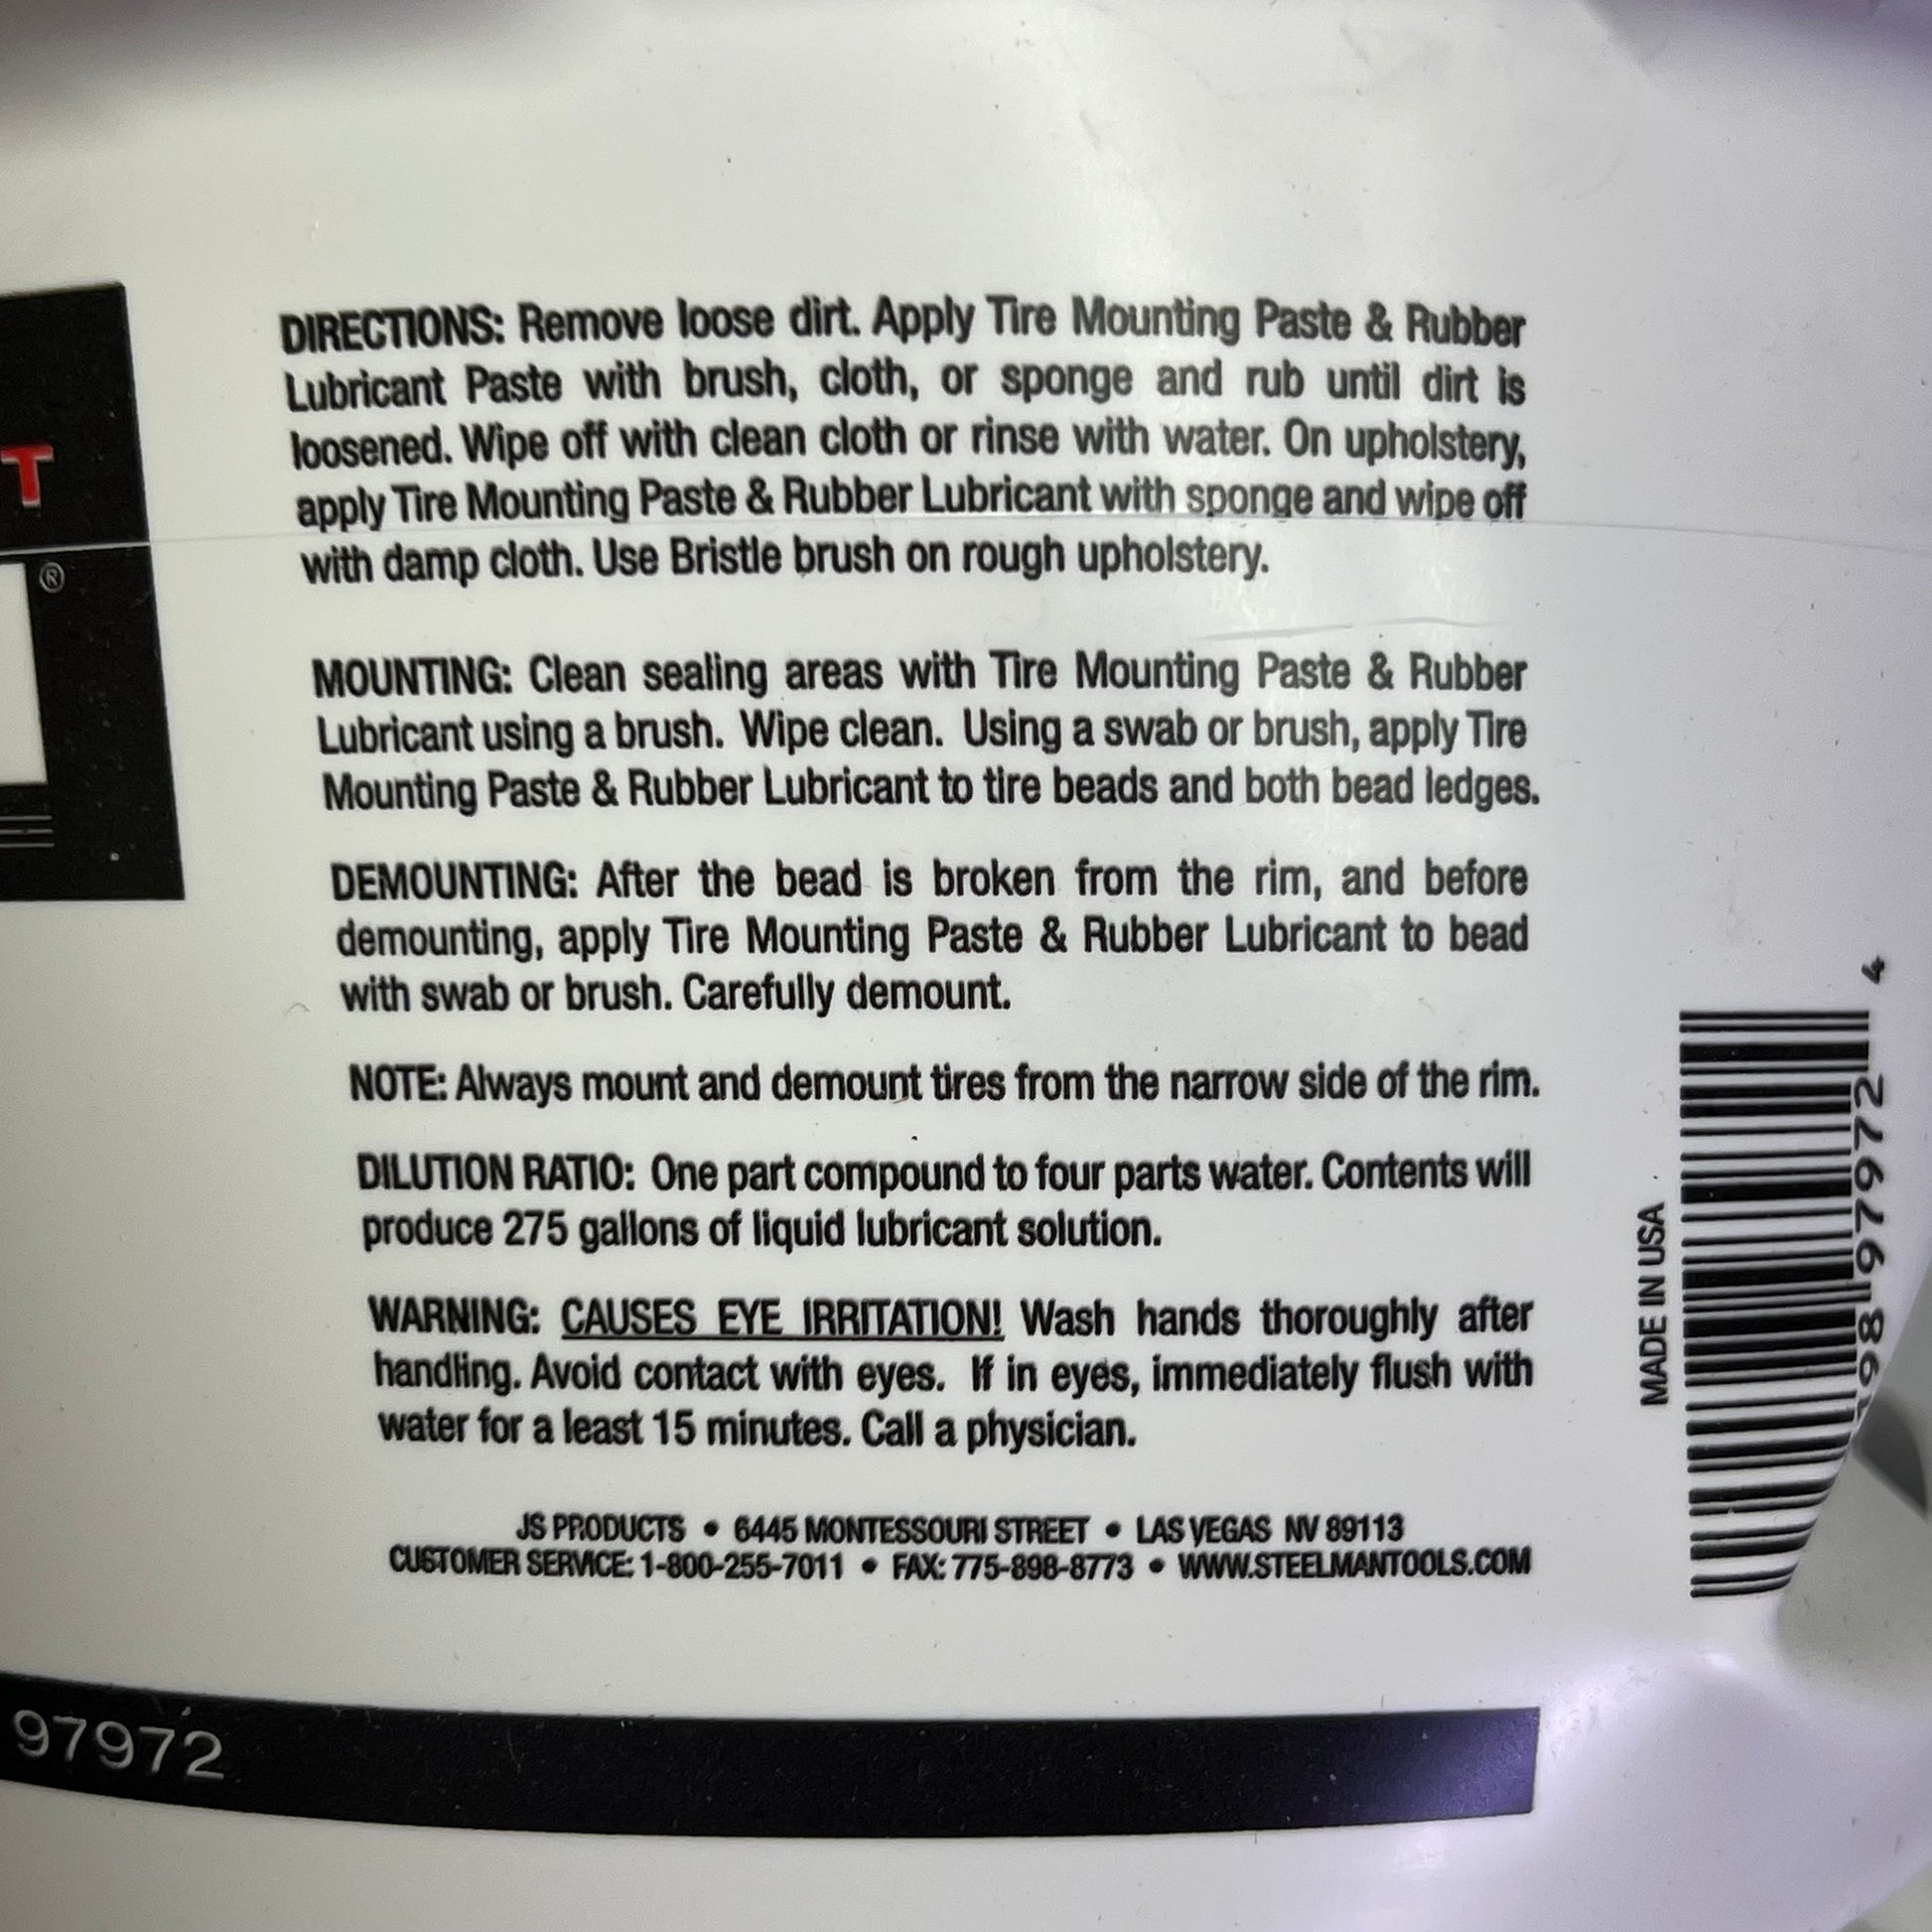 T
®
DIRECTIONS: Remove loose dirt. Apply Tire Mounting Paste & Rubber
Lubricant Paste with brush, cloth, or sponge and rub until dirt is
loosened. Wipe off with clean cloth or rinse with water. On upholstery,
apply Tire Mounting Paste & Rubber Lubricant with sponge and wipe off
with damp cloth. Use Bristle brush on rough upholstery.
MOUNTING: Clean sealing areas with Tire Mounting Paste & Rubber
Lubricant using a brush. Wipe clean. Using a swab or brush, apply Tire
Mounting Paste & Rubber Lubricant to tire beads and both bead ledges.
DEMOUNTING: After the bead is broken from the rim, and before
demounting, apply Tire Mounting Paste & Rubber Lubricant to bead
with swab or brush. Carefully demount.
NOTE: Always mount and demount tires from the narrow side of the rim.
DILUTION RATIO: One part compound to four parts water. Contents will
produce 275 gallons of liquid lubricant solution.
WARNING: CAUSES EYE IRRITATION! Wash hands thoroughly after
handling. Avoid contact with eyes. If in eyes, immediately flush with
water for a least 15 minutes. Call a physician.
JS PRODUCTS • 6445 MONTESSOURI STREET • LAS VEGAS NV 89113
CUSTOMER SERVICE: 1-800-255-7011 • FAX: 775-898-8773 • WWW.STEELMANTOOLS.COM
MADE IN USA
98 97972 4
97972